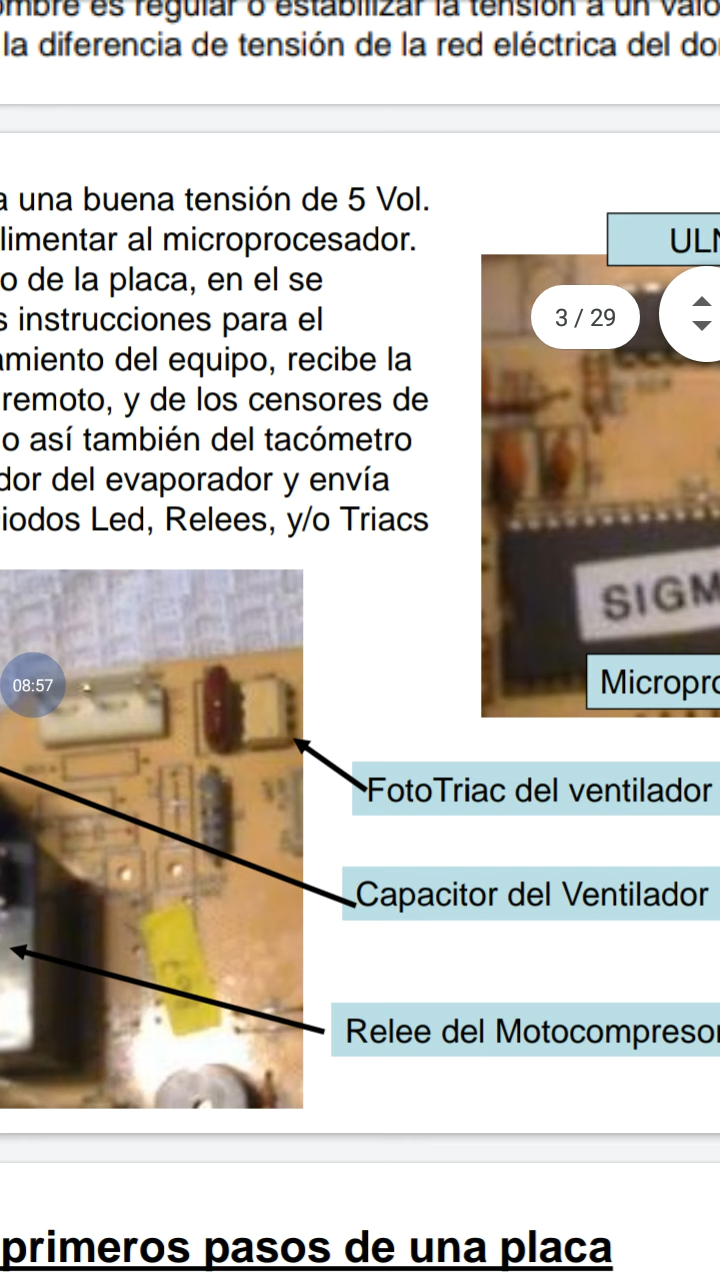 ombre es regular o estabilizar la tensión a un valo
la diferencia de tensión de la red eléctrica del do
a una buena tensión de 5 Vol.
limentar al microprocesador.
o de la placa, en el se
s instrucciones para el
amiento del equipo, recibe la
remoto, y de los censores de
o así también del tacómetro
dor del evaporador y envía
iodos Led, Relees, y/o Triacs
ULN
3 / 29
SIGM
Micropro
08:57
FotoTriac del ventilador
Capacitor del Ventilador
Relee del Motocompresor
primeros pasos de una placa